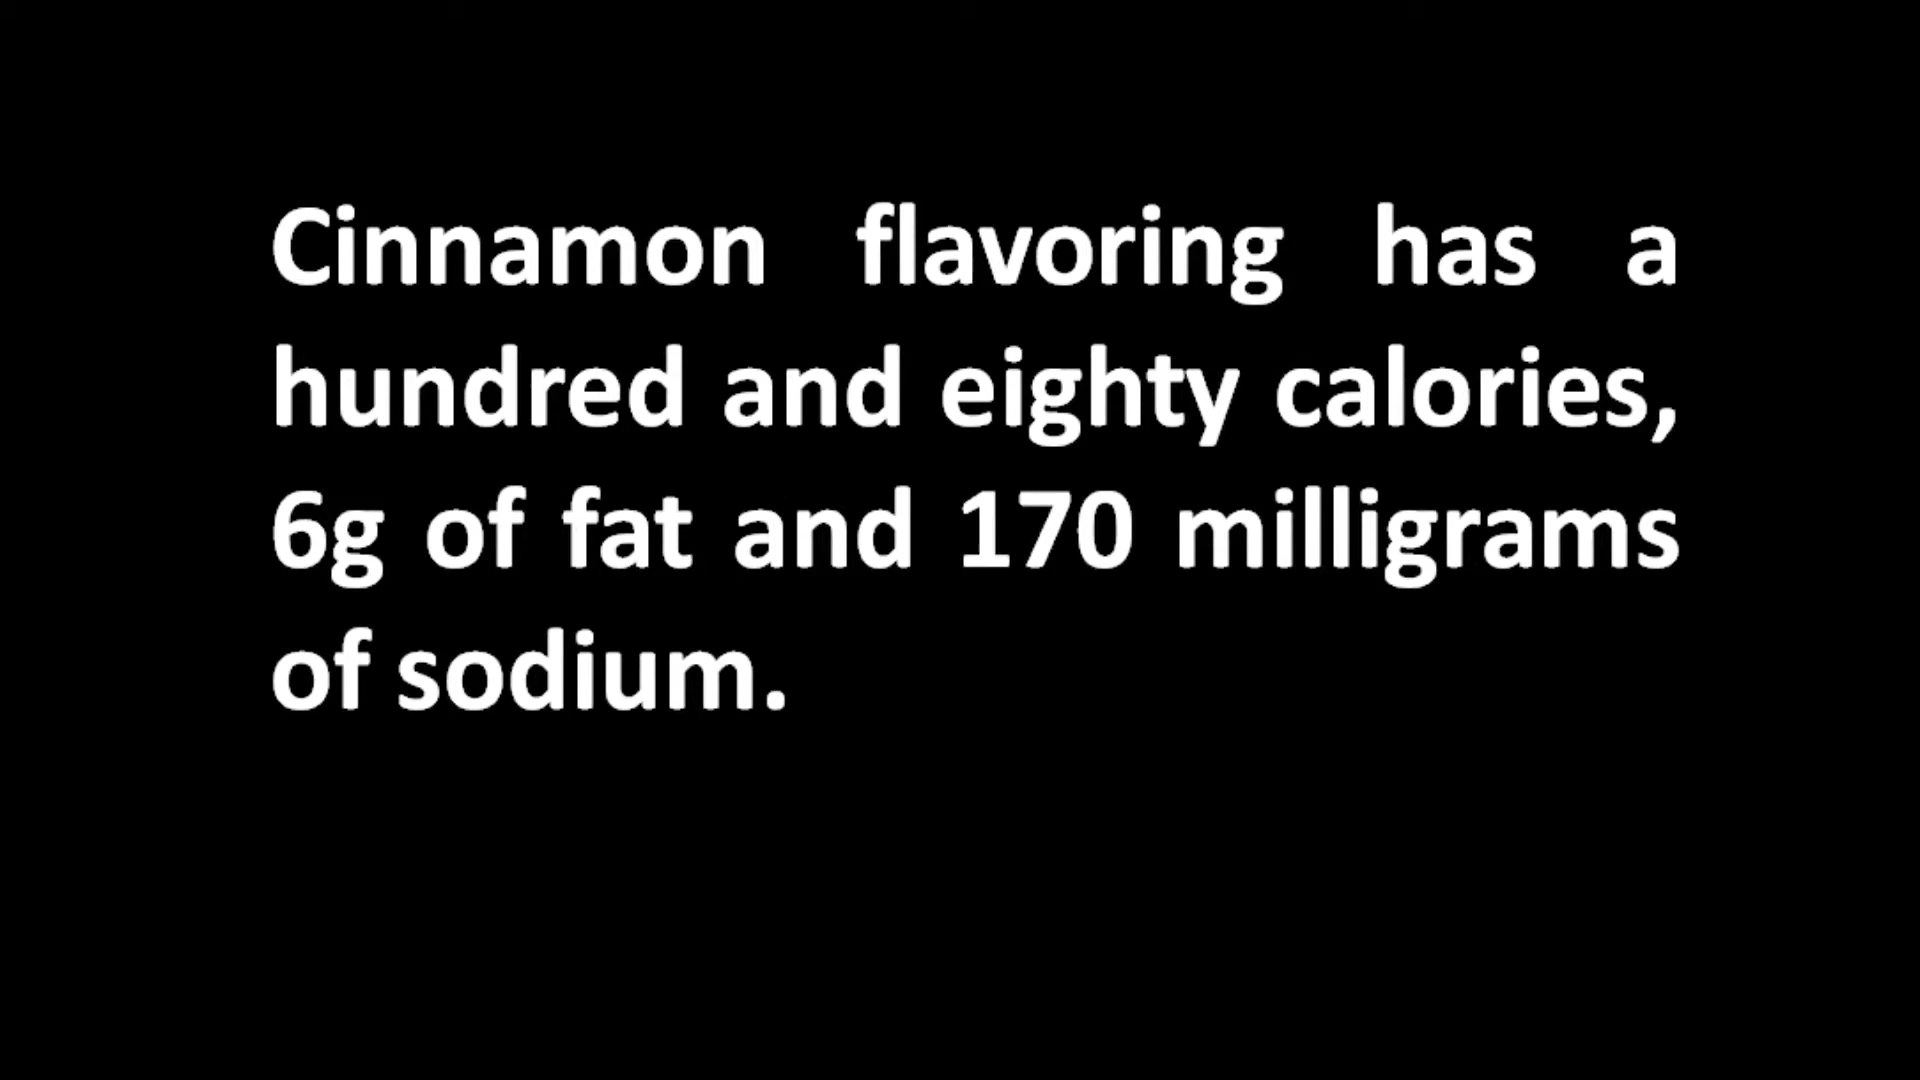 Cinnamon flavoring has a
hundred and eighty calories,
6g of fat and 170 milligrams
of sodium.